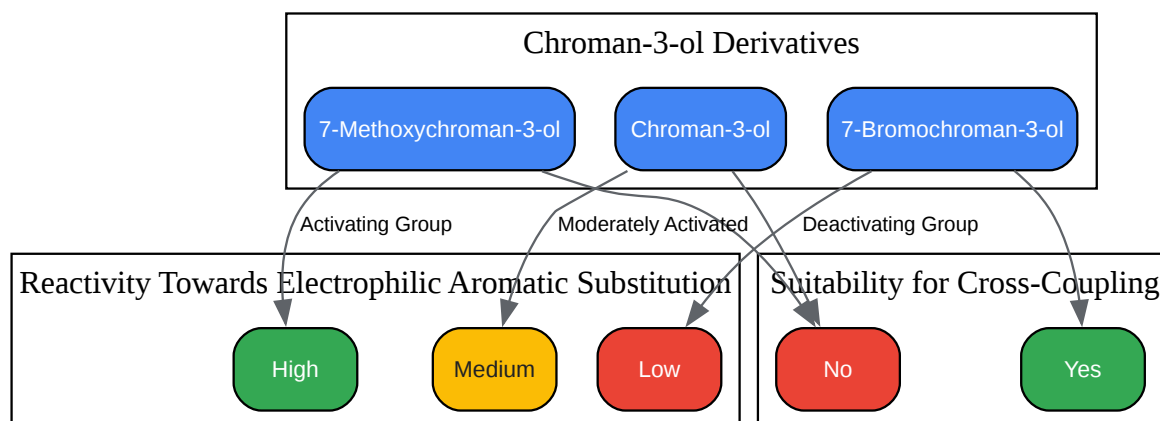 Chroman-3-ol Derivatives
7-Methoxychroman-3-ol
Chroman-3-ol
7-Bromochroman-3-ol
Activating Group
Moderately Activated
Deactivating Group
Reactivity Towards Electrophilic Aromatic Substitution
Suitability for Cross-Coupling
High
Medium
Low
No
Yes